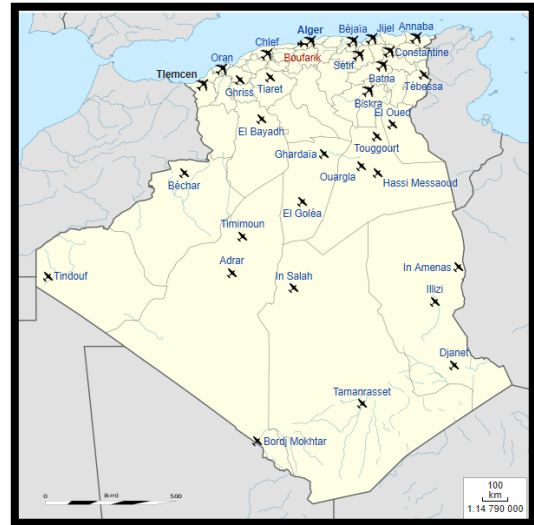 Alger
Béjaïa
Jijel
Annaba
Chlef
Boufarik
Constantine
Oran
Sétif
Tlemcen
Batna
Ghriss
Tiaret
Tébessa
Biskra
El Oued
El Bayadh
Touggourt
Ghardaïa
Ouargla
Hassi Messaoud
Béchar
El Goléa
Timimoun
Adrar
In Salah
In Amenas
Tindouf
Illizi
Djanet
Tamanrasset
Bordj Mokhtar
0 (km) 500
100
km
1:14 790 000